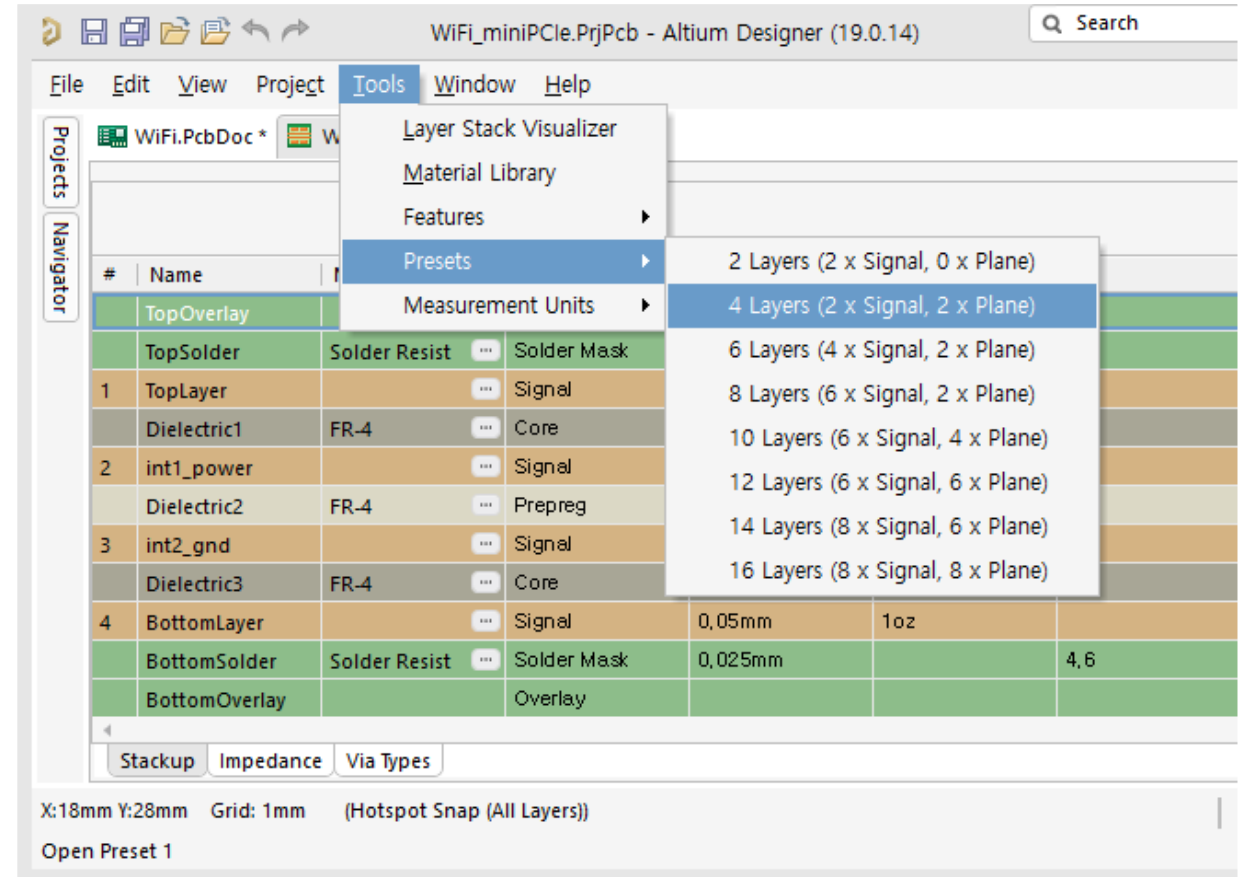 WiFi_miniPCIe.PrjPcb - Altium Designer (19.0.14)
Search
File Edit View Project Tools Window Help
Projects
Navigator
WiFi.PcbDoc *
Layer Stack Visualizer
Material Library
Features
Presets
Measurement Units
2 Layers (2 x Signal, 0 x Plane)
4 Layers (2 x Signal, 2 x Plane)
6 Layers (4 x Signal, 2 x Plane)
8 Layers (6 x Signal, 2 x Plane)
10 Layers (6 x Signal, 4 x Plane)
12 Layers (6 x Signal, 6 x Plane)
14 Layers (8 x Signal, 6 x Plane)
16 Layers (8 x Signal, 8 x Plane)
# Name
TopOverlay
TopSolder Solder Resist Solder Mask
1 TopLayer Signal
Dielectric1 FR-4 Core
2 int1_power Signal
Dielectric2 FR-4 Prepreg
3 int2_gnd Signal
Dielectric3 FR-4 Core
4 BottomLayer Signal 0,05mm 1oz
BottomSolder Solder Resist Solder Mask 0,025mm 4,6
BottomOverlay Overlay
Stackup Impedance Via Types
X:18mm Y:28mm Grid: 1mm (Hotspot Snap (All Layers))
Open Preset 1